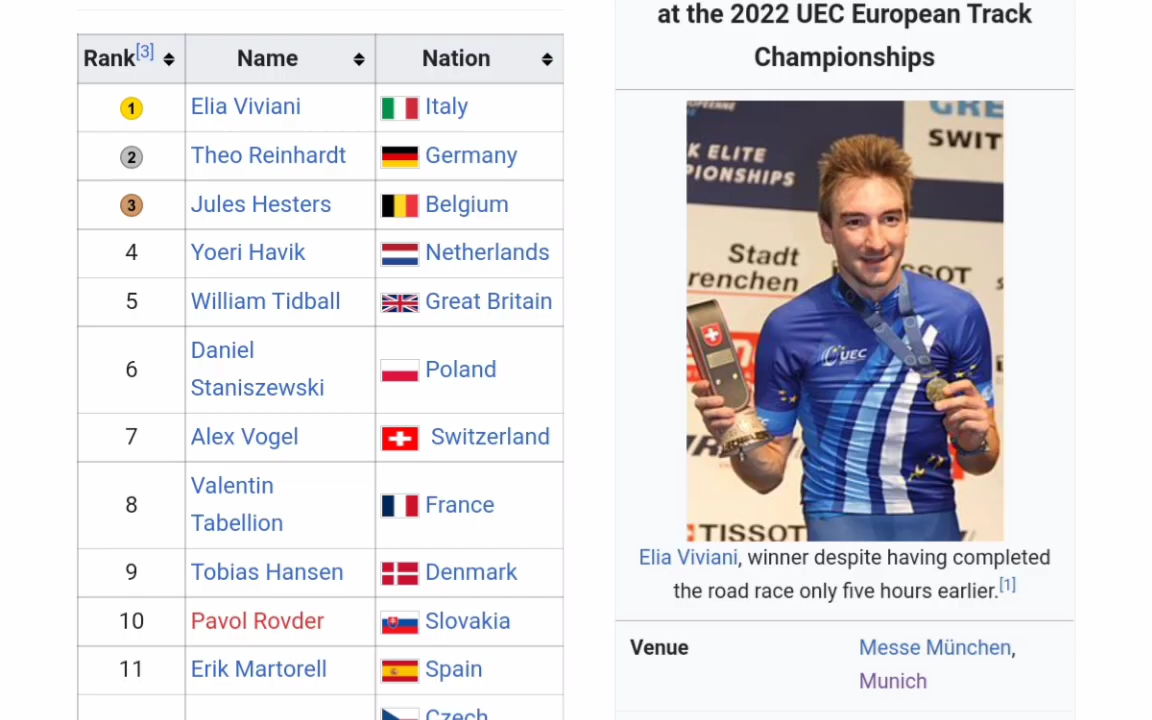 at the 2022 UEC European Track
Championships
Rank[3] Name Nation
1 Elia Viviani Italy
2 Theo Reinhardt Germany
3 Jules Hesters Belgium
4 Yoeri Havik Netherlands
5 William Tidball Great Britain
6 Daniel
Staniszewski Poland
7 Alex Vogel Switzerland
8 Valentin
Tabellion France
9 Tobias Hansen Denmark
10 Pavol Rovder Slovakia
11 Erik Martorell Spain
Czech
GRE
SWIT
K ELITE
PIONSHIPS
Stadt
renchen
SSOT
UEC
TISSOT
Elia Viviani, winner despite having completed
the road race only five hours earlier.[1]
Venue Messe München,
Munich